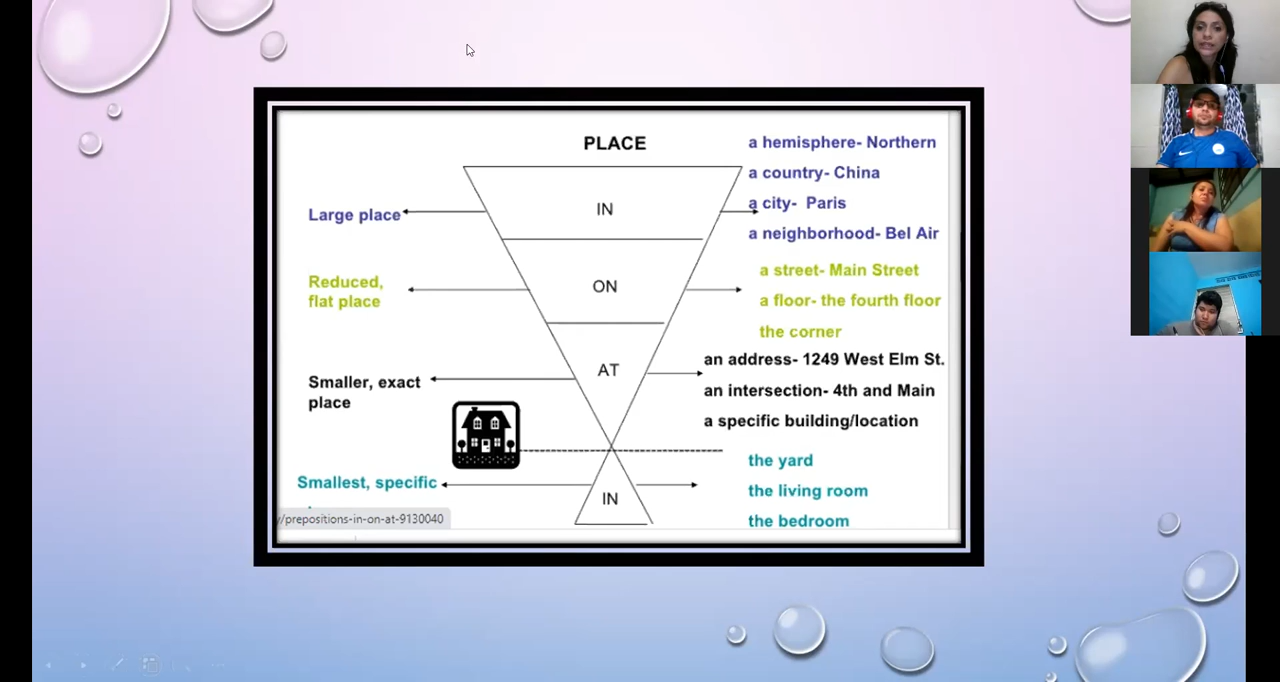 PLACE
a hemisphere- Northern
a country- China
a city- Paris
a neighborhood- Bel Air
Large place
IN
Reduced,
flat place
ON
a street- Main Street
a floor- the fourth floor
the corner
Smaller, exact
place
AT
an address- 1249 West Elm St.
an intersection- 4th and Main
a specific building/location
Smallest, specific
IN
the yard
the living room
the bedroom
/prepositions-in-on-at-9130040